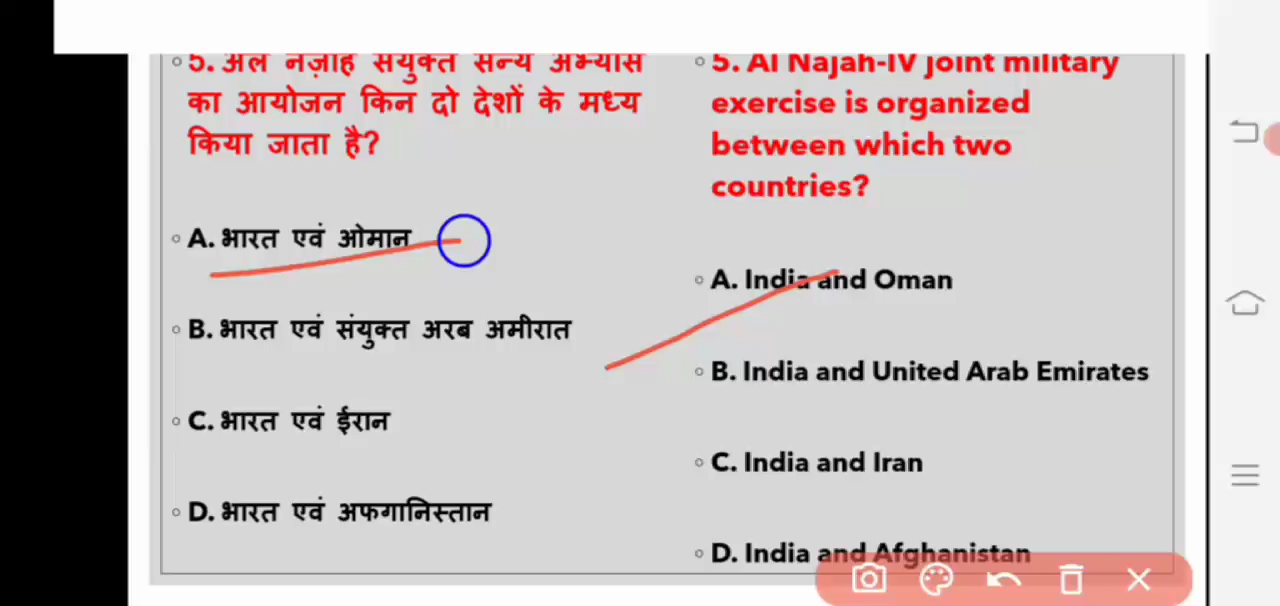 5. अल नज़ाह संयुक्त सैन्य अभ्यास
का आयोजन किन दो देशों के मध्य
किया जाता है?
A. भारत एवं ओमान
B. भारत एवं संयुक्त अरब अमीरात
C. भारत एवं ईरान
D. भारत एवं अफगानिस्तान
5. Al Najah-IV joint military
exercise is organized
between which two
countries?
A. India and Oman
B. India and United Arab Emirates
C. India and Iran
D. India and Afghanistan